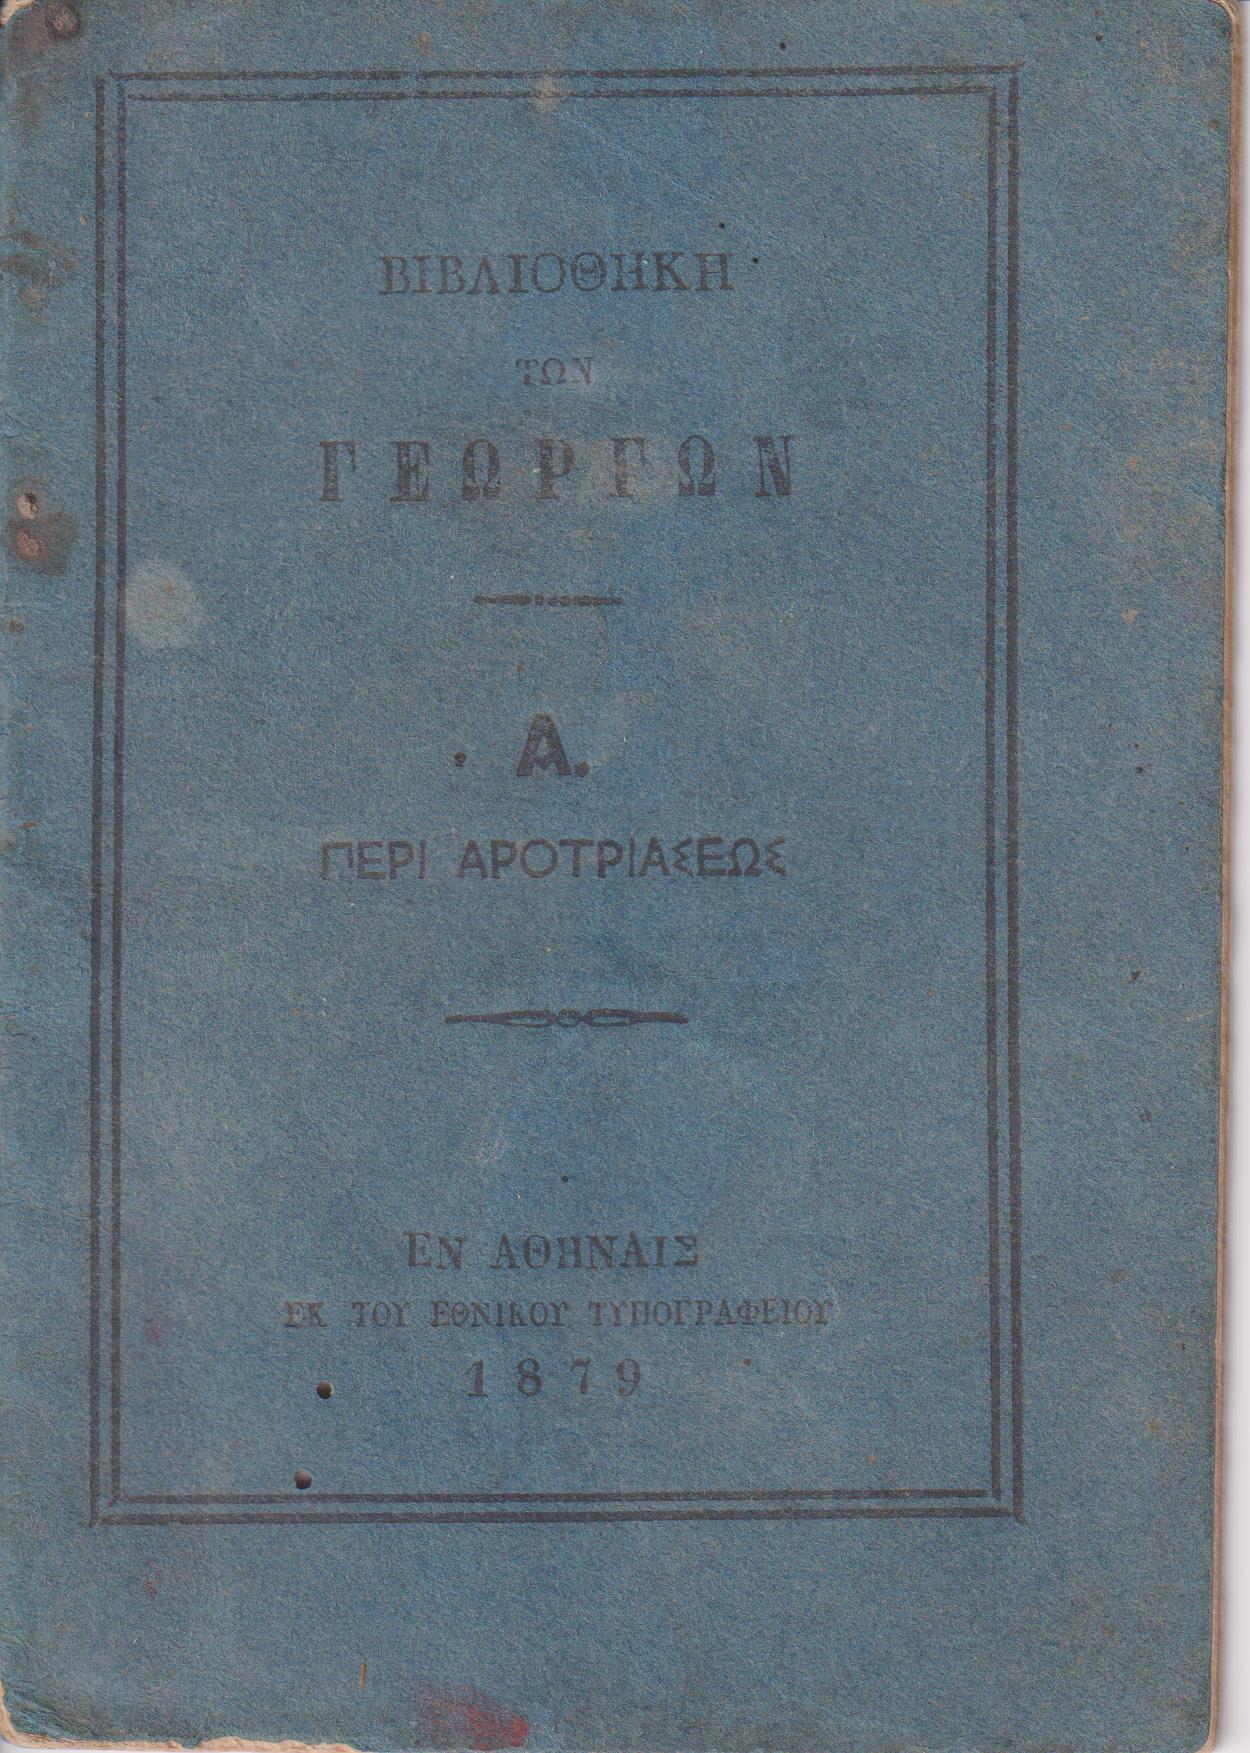 ΒΙΒΛΙΟΘΗΚΗ
ΤΩΝ
ΓΕΩΡΓΩΝ
Α.
ΠΕΡΙ ΑΡΟΤΡΙΑΣΕΩΣ
ΕΝ ΑΘΗΝΑΙΣ
ΕΚ ΤΟΥ ΕΘΝΙΚΟΥ ΤΥΠΟΓΡΑΦΕΙΟΥ
1879